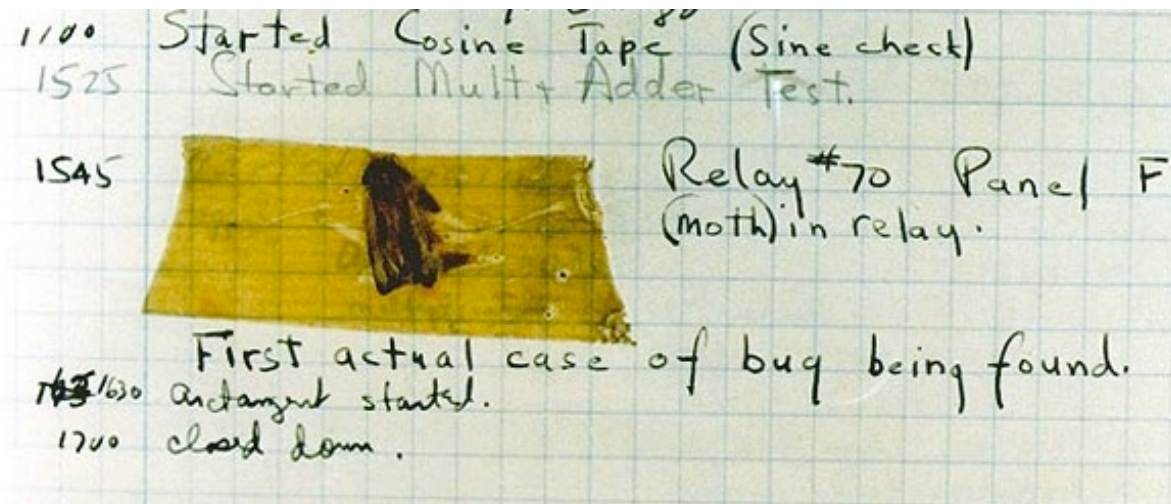 1100 Started Cosine Tape (Sine check)
1525 Started Mult + Adder Test.
1545 Relay #70 Panel F
(moth) in relay.
First actual case of bug being found.
1630 arctangent started.
1700 closed down.